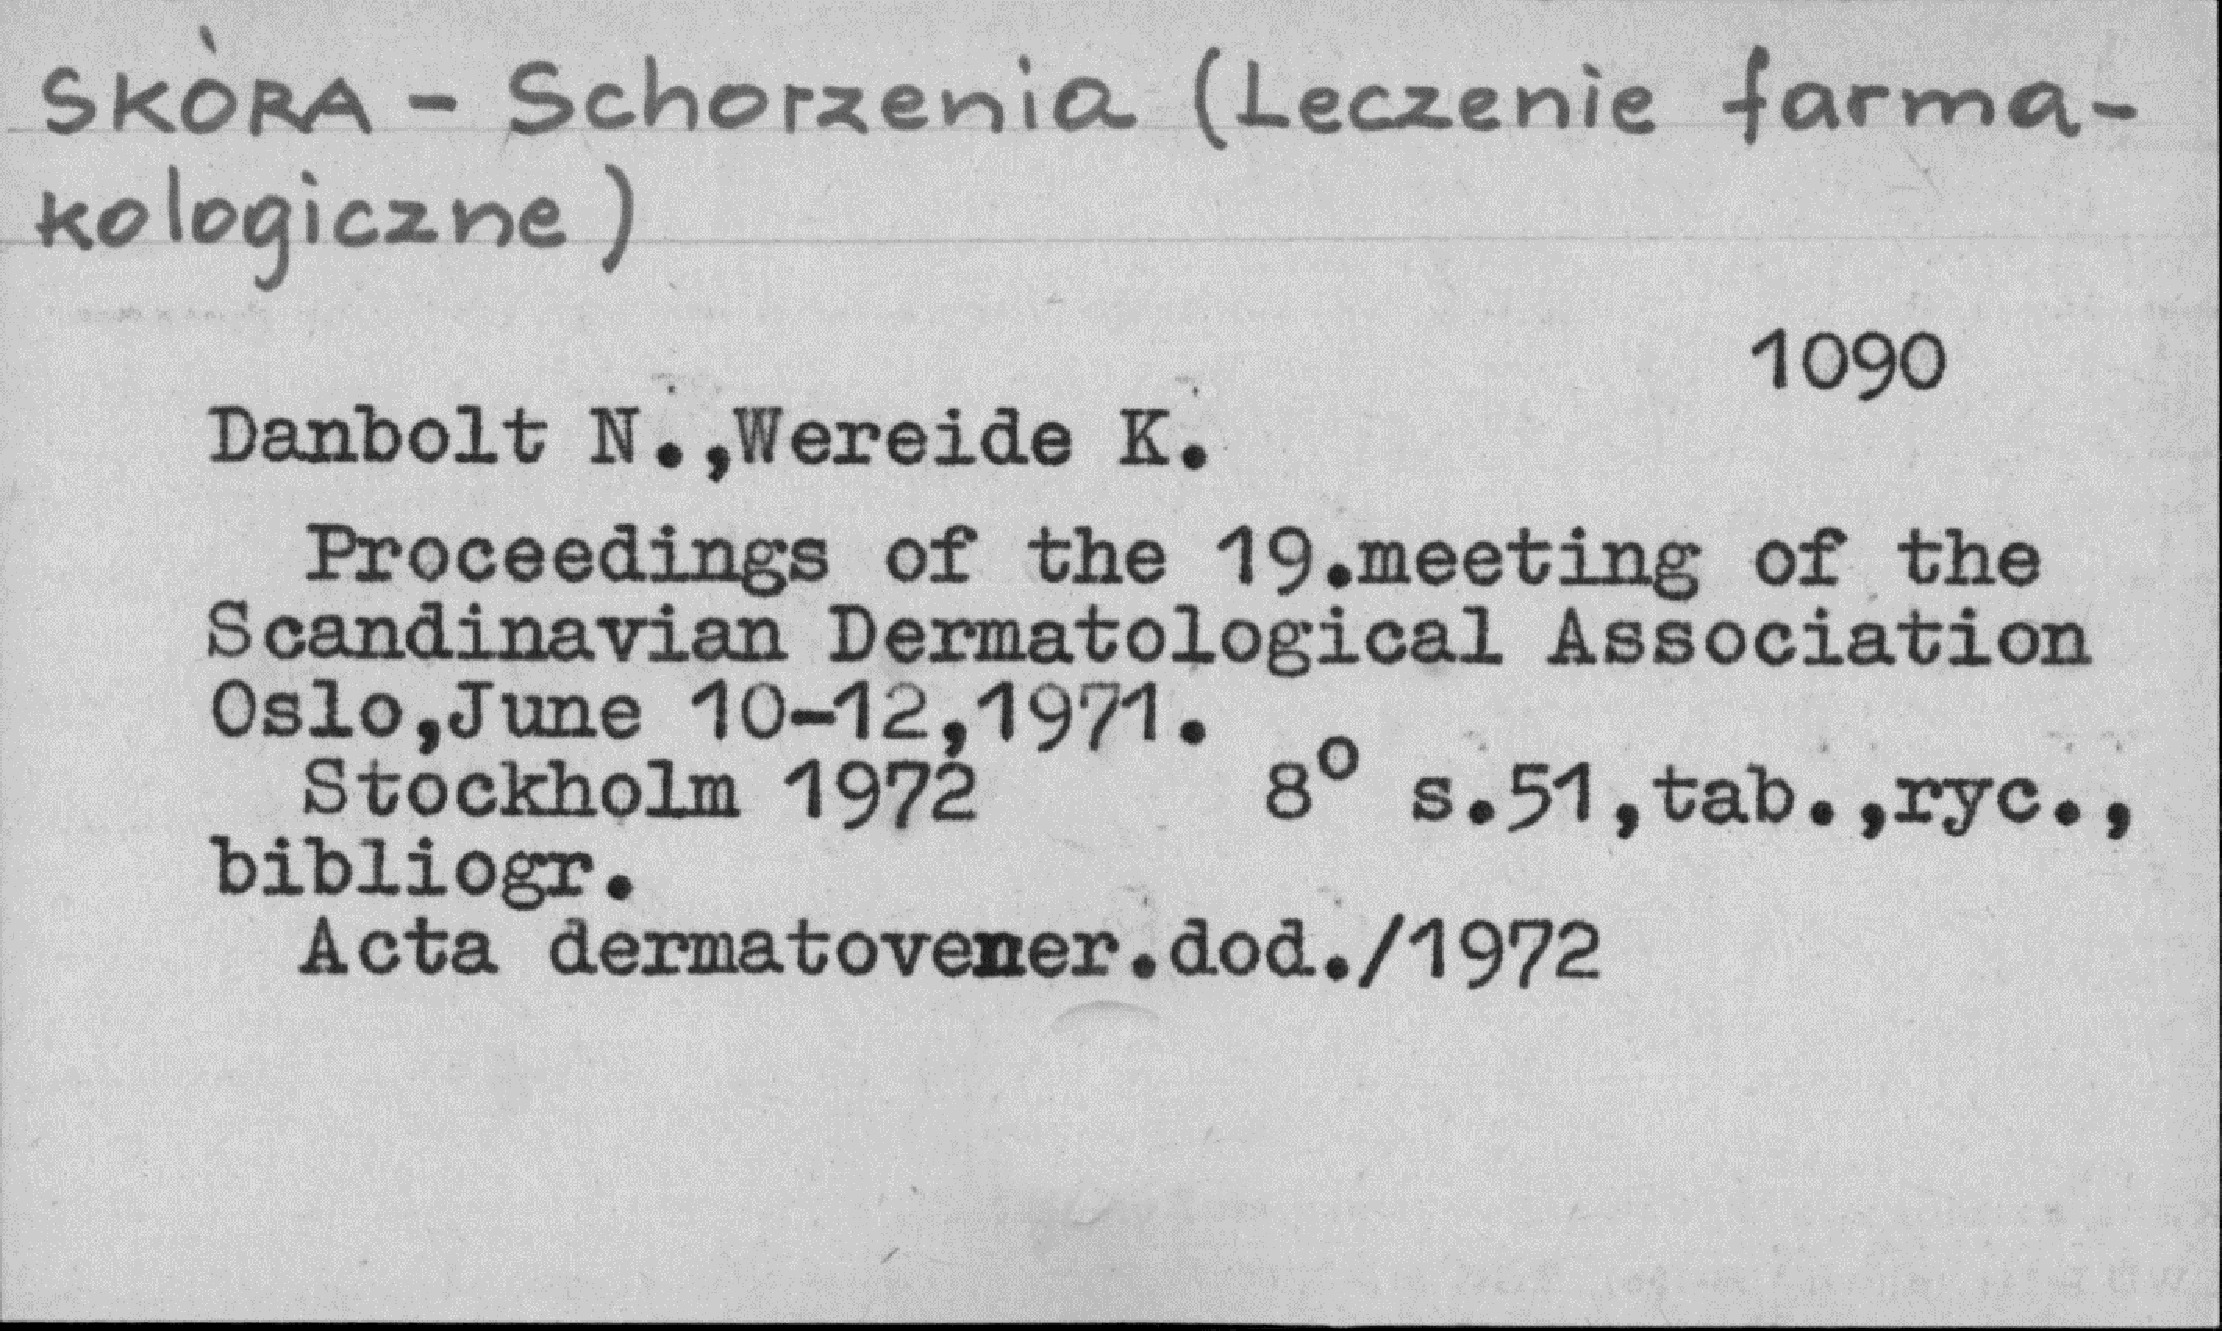 SKÓRA - Schorzenia (Leczenie farma-
kologiczne)
1090
Danbolt N.,Wereide K.
Proceedings of the 19.meeting of the
Scandinavian Dermatological Association
Oslo,June 10-12,1971.
Stockholm 1972 8° s.51,tab.,ryc.,
bibliogr.
Acta dermatovener.dod./1972